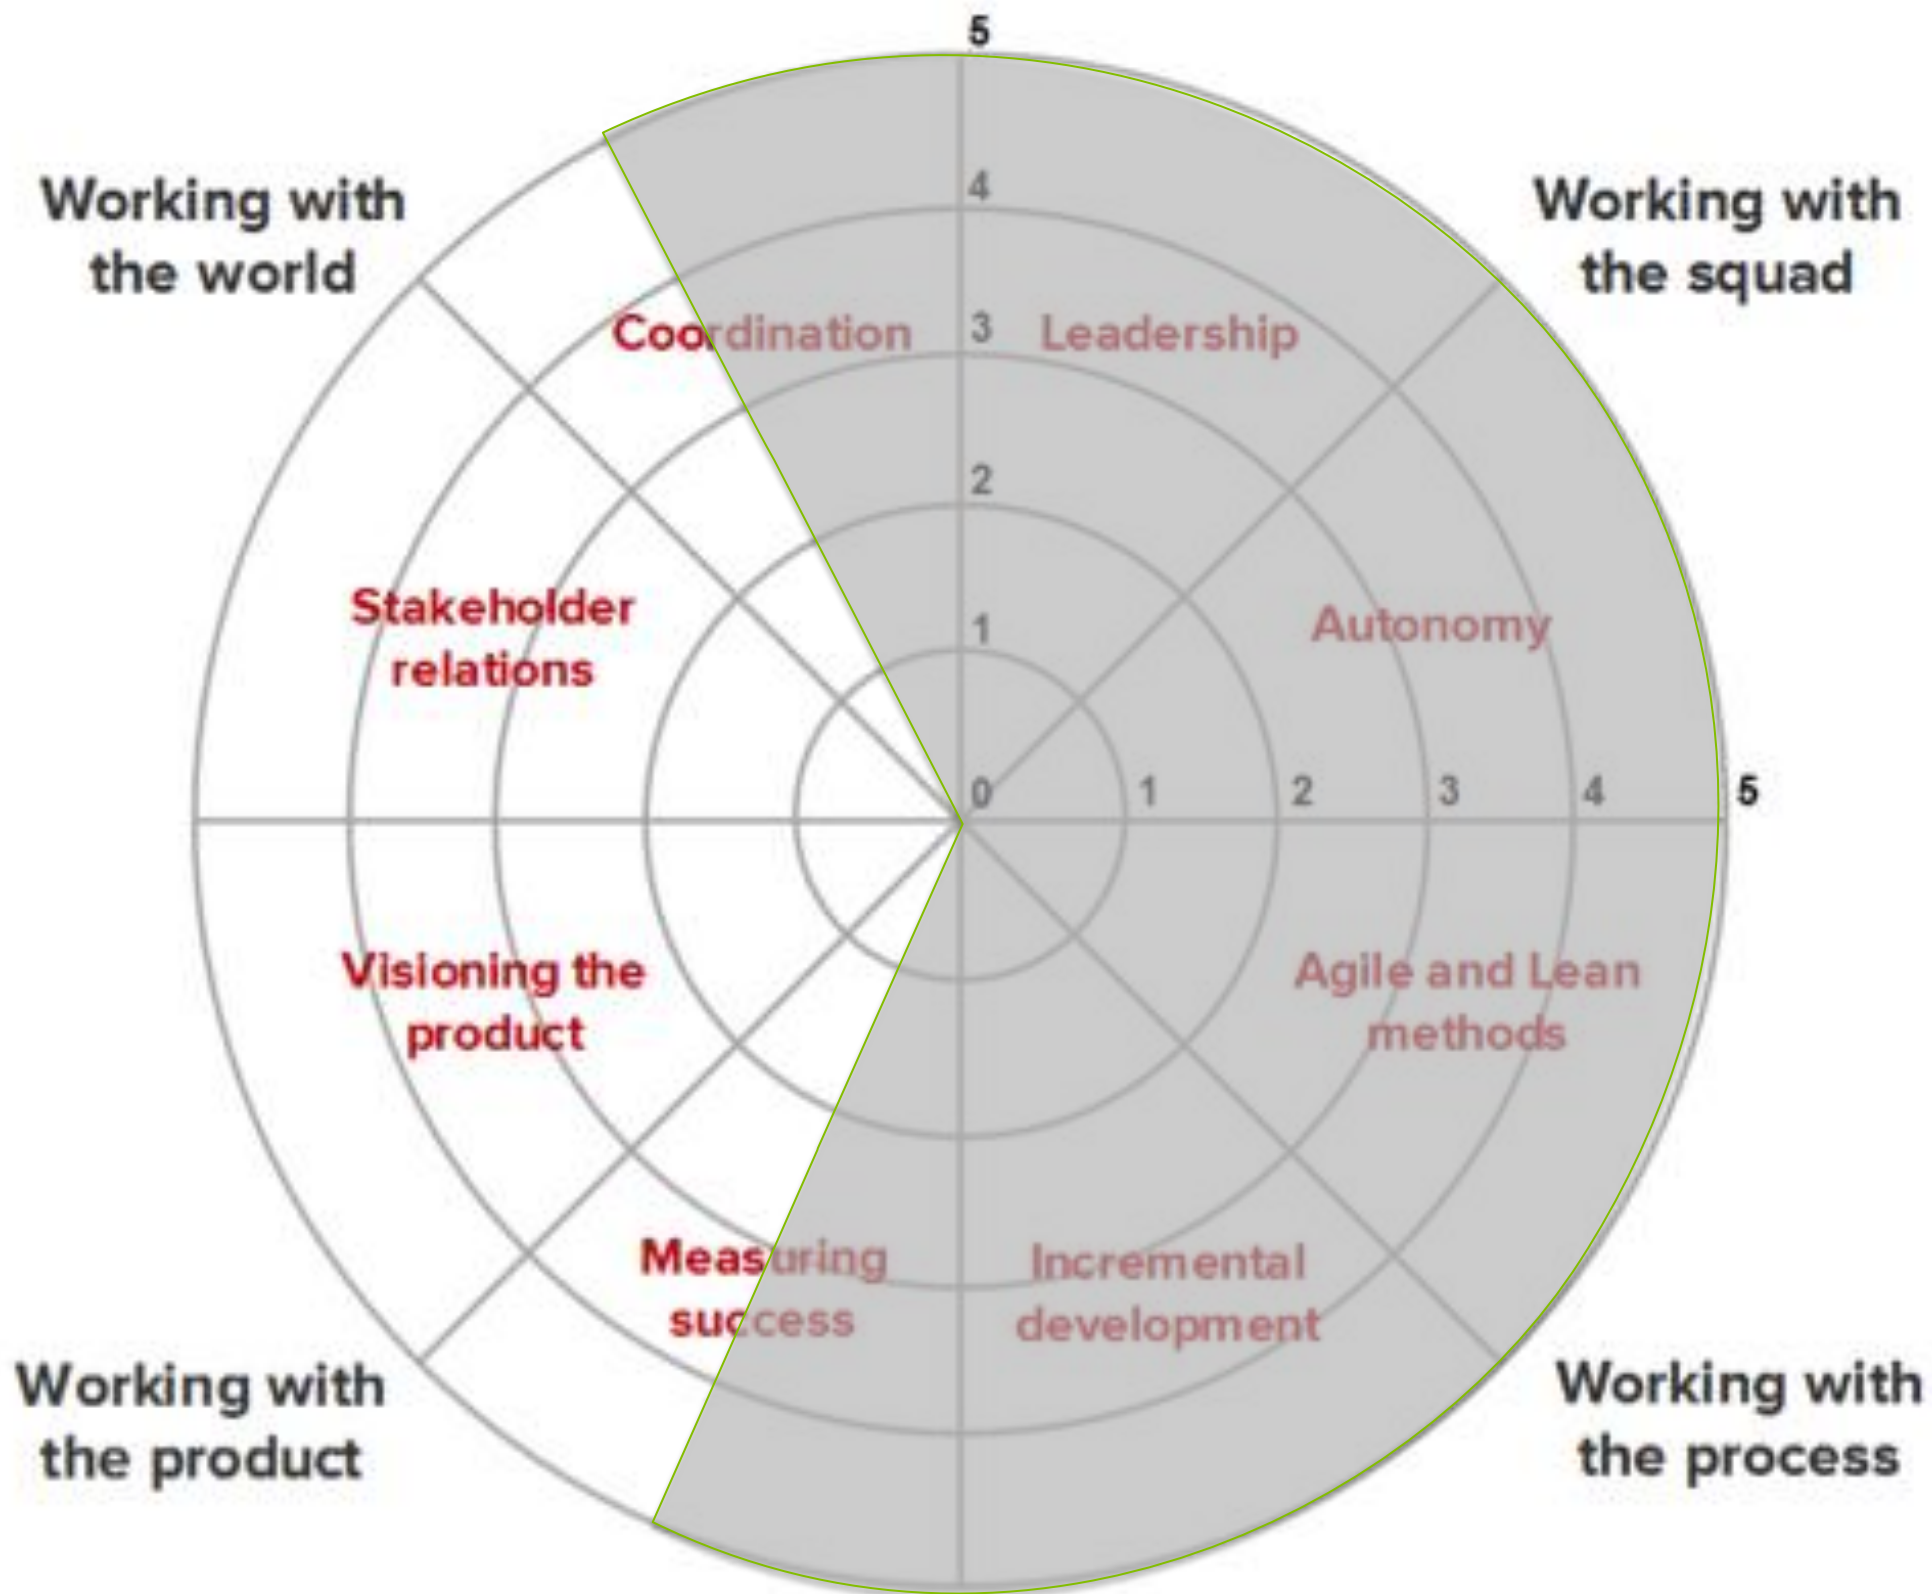 5
Working with
the world
Working with
the squad
4
Coordination
3
Leadership
2
Stakeholder
relations
1
Autonomy
0
1
2
3
4
5
Visioning the
product
Agile and Lean
methods
Measuring
success
Incremental
development
Working with
the product
Working with
the process